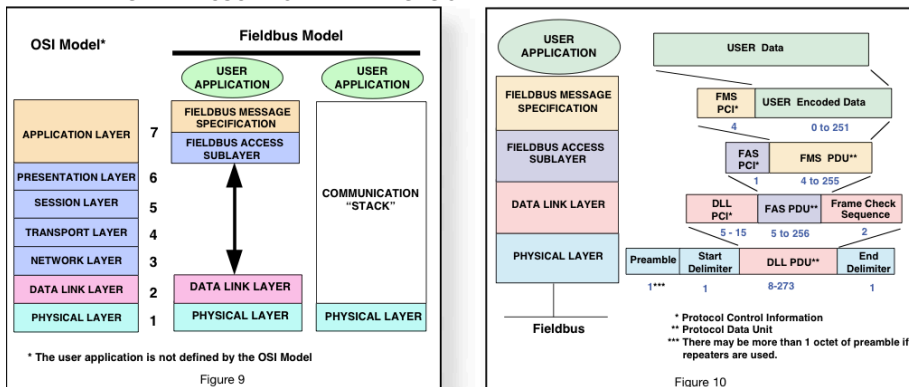 OSI Model*
Fieldbus Model
USER
APPLICATION
USER
APPLICATION
APPLICATION LAYER
7
FIELDBUS MESSAGE
SPECIFICATION
FIELDBUS ACCESS
SUBLAYER
PRESENTATION LAYER
6
SESSION LAYER
5
TRANSPORT LAYER
4
NETWORK LAYER
3
COMMUNICATION
“STACK”
DATA LINK LAYER
2
DATA LINK LAYER
PHYSICAL LAYER
1
PHYSICAL LAYER
PHYSICAL LAYER
* The user application is not defined by the OSI Model
Figure 9
USER
APPLICATION
USER Data
FIELDBUS MESSAGE
SPECIFICATION
FMS
PCI*
USER Encoded Data
4
0 to 251
FIELDBUS ACCESS
SUBLAYER
FAS
PCI*
FMS PDU**
1
4 to 255
DATA LINK LAYER
DLL
PCI*
FAS PDU**
Frame Check
Sequence
5 - 15
5 to 256
2
PHYSICAL LAYER
Preamble
Start
Delimiter
DLL PDU**
End
Delimiter
1***
1
8-273
1
Fieldbus
* Protocol Control Information
** Protocol Data Unit
*** There may be more than 1 octet of preamble if
repeaters are used.
Figure 10